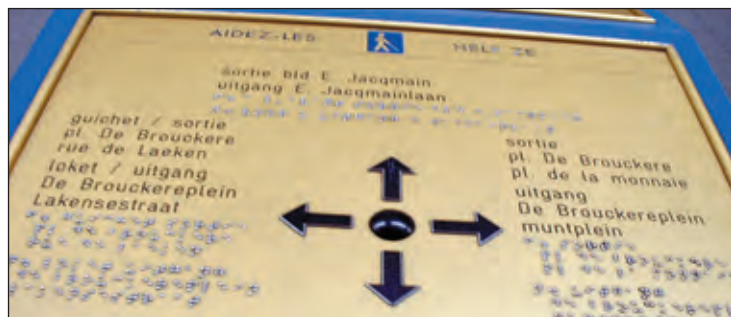 AIDEZ-LES HELP ZE
sortie bld E. Jacqmain
uitgang E. Jacqmainlaan
guichet / sortie
pl. De Brouckere
rue de Laeken
loket / uitgang
De Brouckereplein
Lakensestraat
sortie
pl. De Brouckere
pl. de la monnaie
uitgang
De Brouckereplein
muntplein